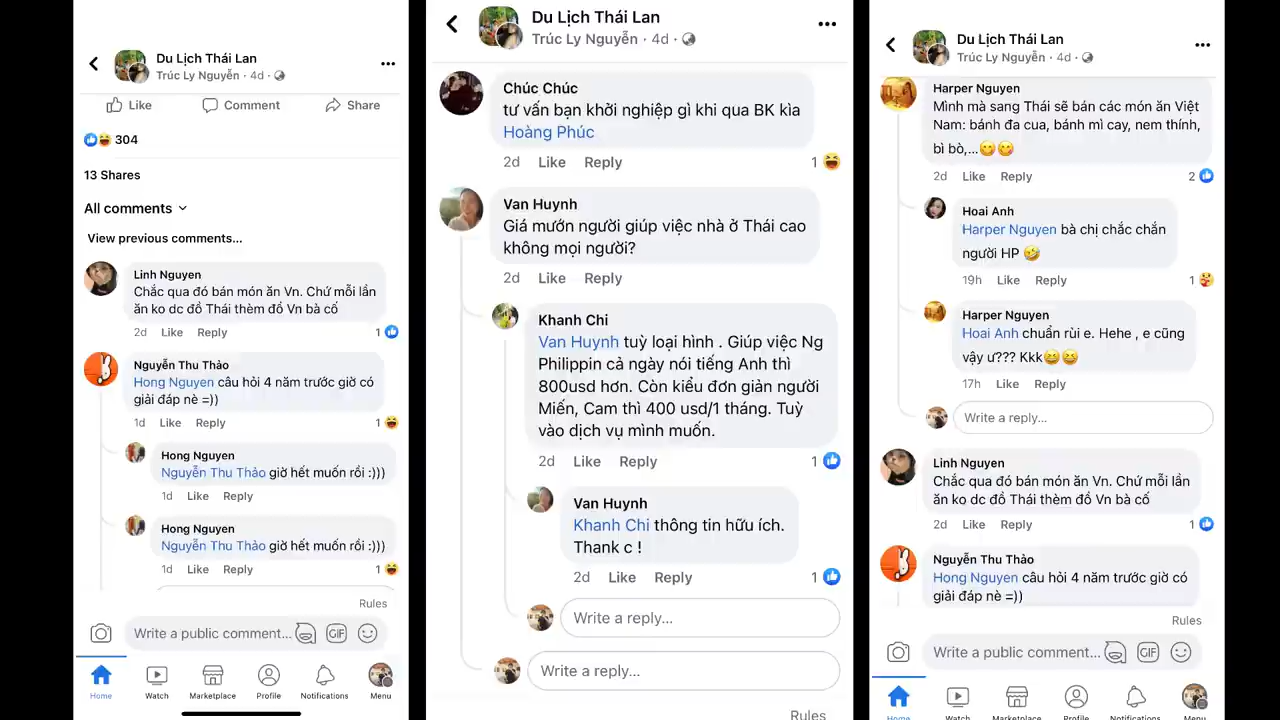 Du Lịch Thái Lan
Trúc Ly Nguyễn · 4d ·
Like
Comment
Share
304
13 Shares
All comments
View previous comments...
Linh Nguyen
Chắc qua đó bán món ăn Vn. Chứ mỗi lần
ăn ko dc đồ Thái thèm đồ Vn bà cố
2d Like Reply 1
Nguyễn Thu Thảo
Hong Nguyen câu hỏi 4 năm trước giờ có
giải đáp nè =))
1d Like Reply 1
Hong Nguyen
Nguyễn Thu Thảo giờ hết muốn rồi :)))
1d Like Reply
Hong Nguyen
Nguyễn Thu Thảo giờ hết muốn rồi :)))
1d Like Reply 1
Rules
Write a public comment...
GIF
Home
Watch
Marketplace
Profile
Notifications
Menu
Du Lịch Thái Lan
Trúc Ly Nguyễn · 4d ·
Chúc Chúc
tư vấn bạn khởi nghiệp gì khi qua BK kìa
Hoàng Phúc
2d Like Reply 1
Van Huynh
Giá mướn người giúp việc nhà ở Thái cao
không mọi người?
2d Like Reply
Khanh Chi
Van Huynh tuỳ loại hình . Giúp việc Ng
Philippin cả ngày nói tiếng Anh thì
800usd hơn. Còn kiểu đơn giản người
Miến, Cam thì 400 usd/1 tháng. Tuỳ
vào dịch vụ mình muốn.
2d Like Reply 1
Van Huynh
Khanh Chi thông tin hữu ích.
Thank c !
2d Like Reply 1
Write a reply...
Write a reply...
Rules
Du Lịch Thái Lan
Trúc Ly Nguyễn · 4d ·
Harper Nguyen
Mình mà sang Thái sẽ bán các món ăn Việt
Nam: bánh đa cua, bánh mì cay, nem thính,
bì bò,...😋😋
2d Like Reply 2
Hoai Anh
Harper Nguyen bà chị chắc chắn
người HP 🤣
19h Like Reply 1
Harper Nguyen
Hoai Anh chuẩn rùi e. Hehe , e cũng
vậy ư??? Kkk😆😆
17h Like Reply
Write a reply...
Linh Nguyen
Chắc qua đó bán món ăn Vn. Chứ mỗi lần
ăn ko dc đồ Thái thèm đồ Vn bà cố
2d Like Reply 1
Nguyễn Thu Thảo
Hong Nguyen câu hỏi 4 năm trước giờ có
giải đáp nè =))
Rules
Write a public comment...
GIF
Home
Watch
Marketplace
Profile
Notifications
Menu